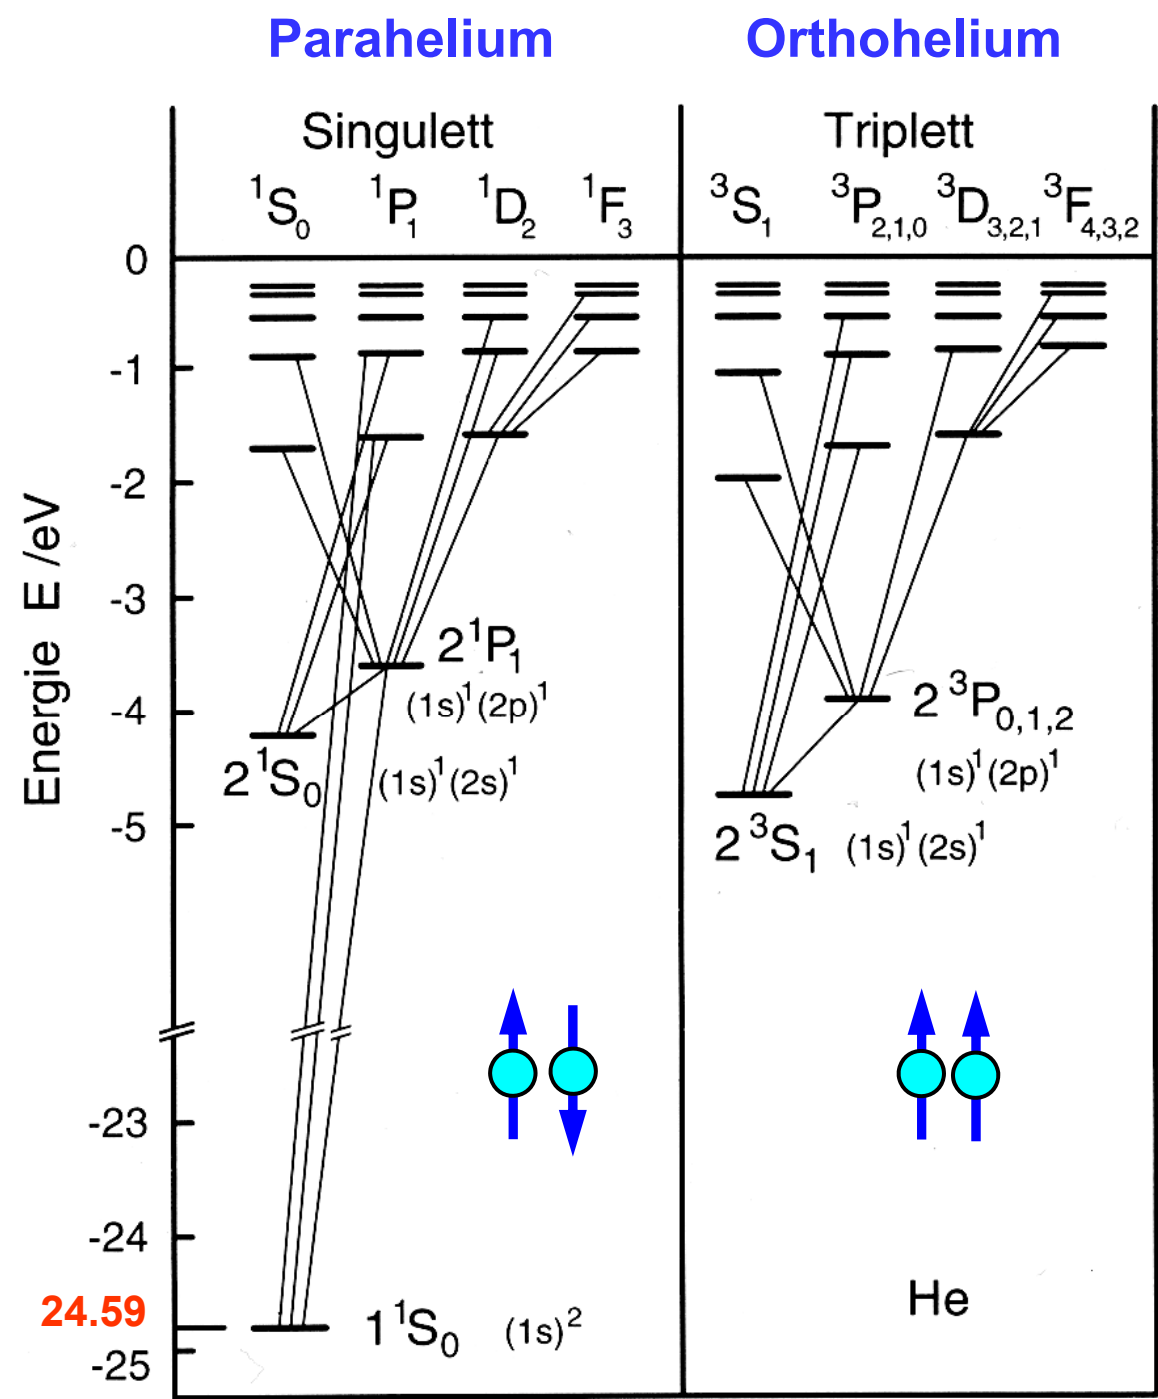 Parahelium Orthohelium
Singulett Triplett
¹S₀ ¹P₁ ¹D₂ ¹F₃ ³S₁ ³P₂,₁,₀ ³D₃,₂,₁ ³F₄,₃,₂
0
-1
-2
Energie E /eV
-3
2¹P₁
(1s)¹(2p)¹
-4
2³P₀,₁,₂
2¹S₀ (1s)¹(2s)¹
(1s)¹(2p)¹
-5
2³S₁ (1s)¹(2s)¹
-23
-24
He
24.59
1¹S₀ (1s)²
-25